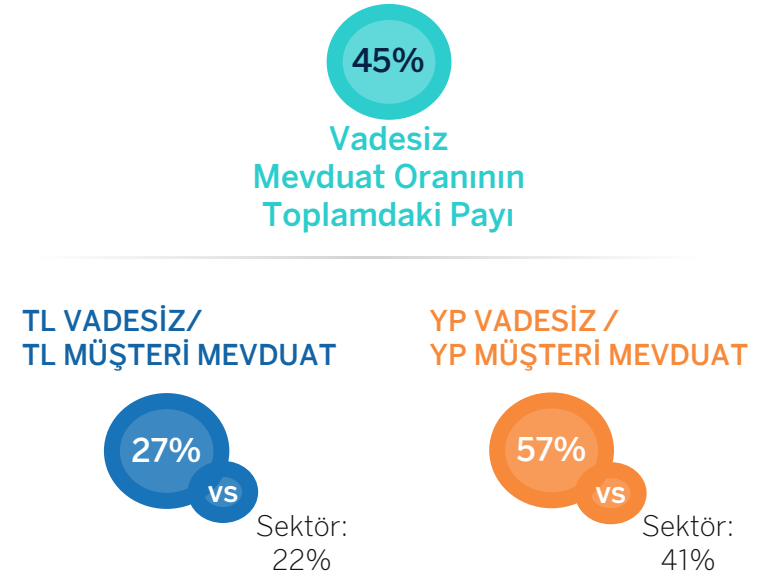 45%
Vadesiz
Mevduat Oranının
Toplamdaki Payı
TL VADESİZ/
TL MÜŞTERİ MEVDUAT
27%
VS
Sektör:
22%
YP VADESİZ /
YP MÜŞTERİ MEVDUAT
57%
VS
Sektör:
41%